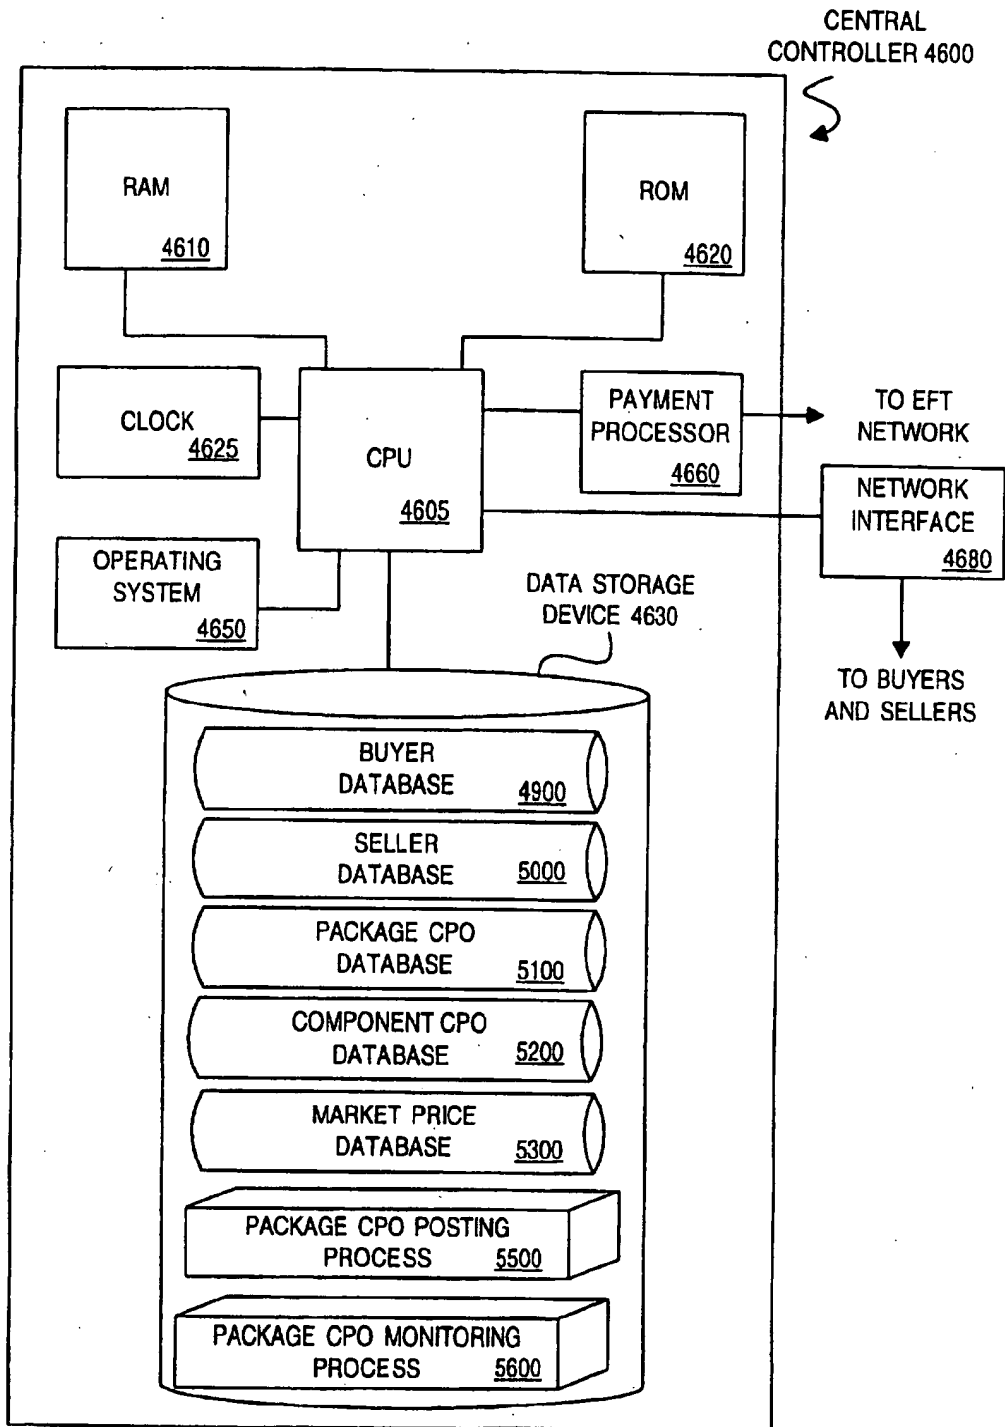 CENTRAL
CONTROLLER 4600
RAM
4610
ROM
4620
CLOCK
4625
CPU
4605
PAYMENT
PROCESSOR
4660
TO EFT
NETWORK
NETWORK
INTERFACE
4680
OPERATING
SYSTEM
4650
DATA STORAGE
DEVICE 4630
TO BUYERS
AND SELLERS
BUYER
DATABASE
4900
SELLER
DATABASE
5000
PACKAGE CPO
DATABASE
5100
COMPONENT CPO
DATABASE
5200
MARKET PRICE
DATABASE
5300
PACKAGE CPO POSTING
PROCESS
5500
PACKAGE CPO MONITORING
PROCESS
5600